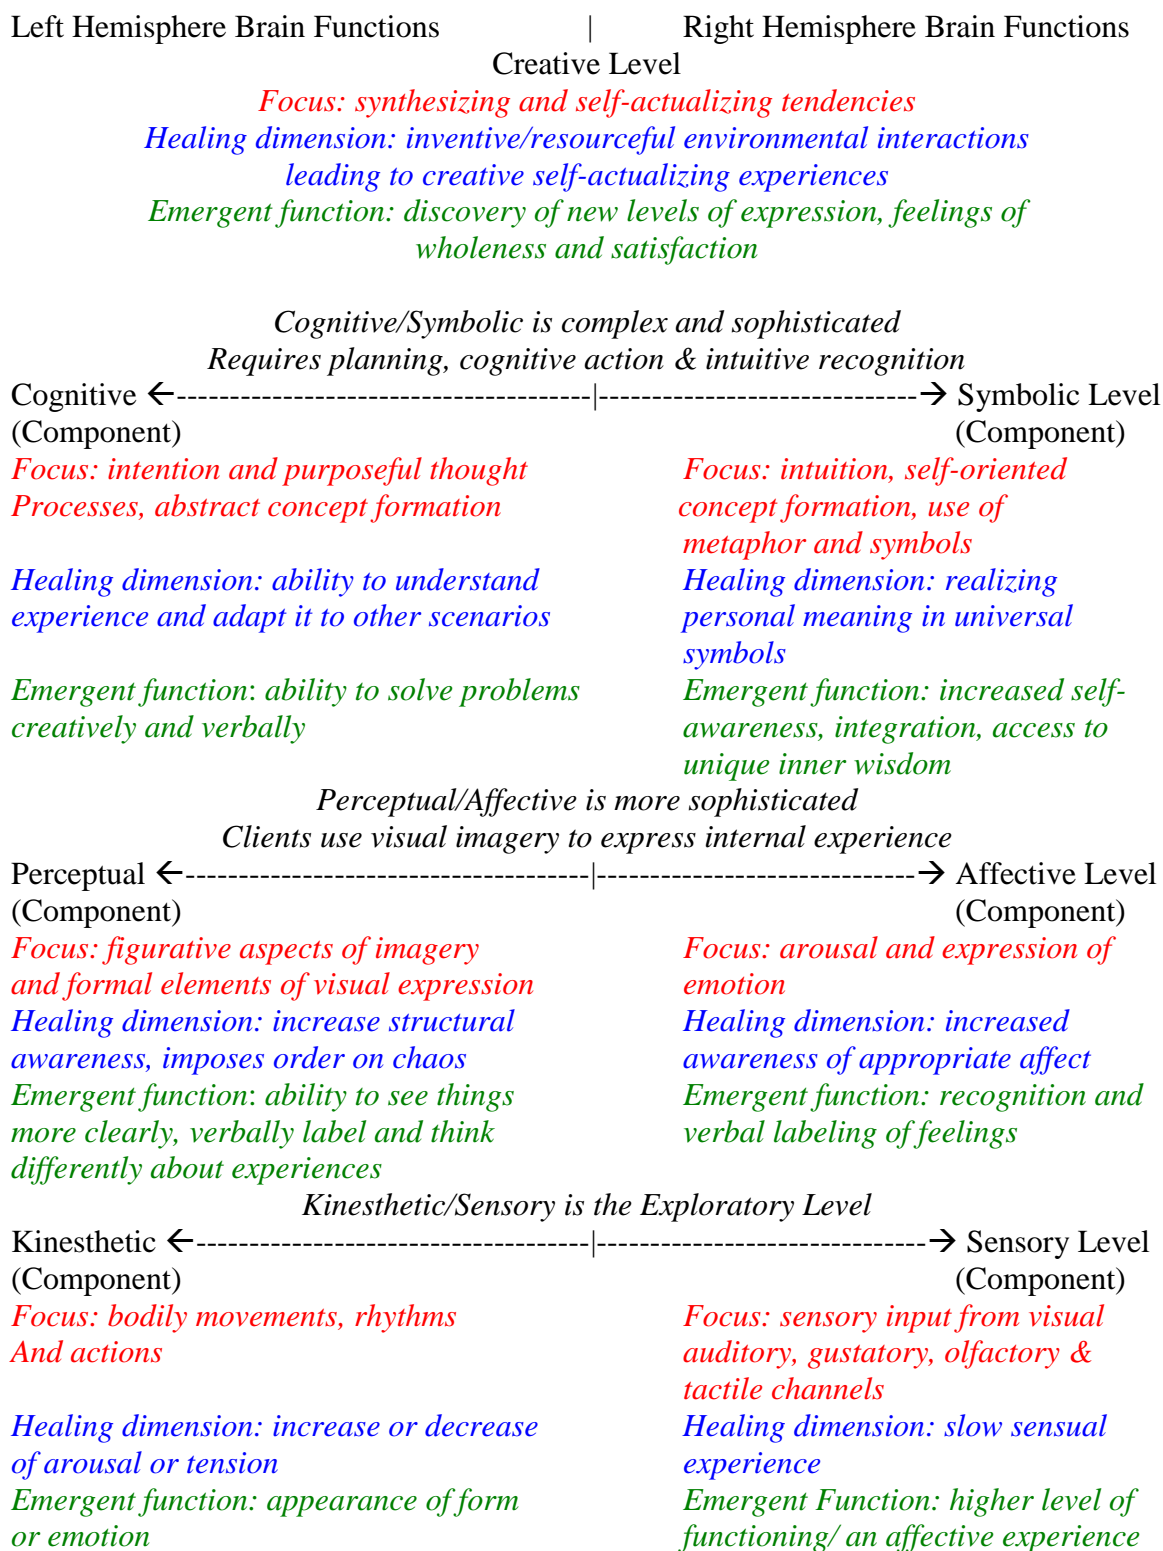 Left Hemisphere Brain Functions | Right Hemisphere Brain Functions
Creative Level
Focus: synthesizing and self-actualizing tendencies
Healing dimension: inventive/resourceful environmental interactions
leading to creative self-actualizing experiences
Emergent function: discovery of new levels of expression, feelings of
wholeness and satisfaction
Cognitive/Symbolic is complex and sophisticated
Requires planning, cognitive action & intuitive recognition
Cognitive ←---------------------------------------|------------------------------→ Symbolic Level
(Component) (Component)
Focus: intention and purposeful thought Focus: intuition, self-oriented
Processes, abstract concept formation concept formation, use of
metaphor and symbols
Healing dimension: ability to understand Healing dimension: realizing
experience and adapt it to other scenarios personal meaning in universal
symbols
Emergent function: ability to solve problems Emergent function: increased self-
creatively and verbally awareness, integration, access to
unique inner wisdom
Perceptual/Affective is more sophisticated
Clients use visual imagery to express internal experience
Perceptual ←---------------------------------------|------------------------------→ Affective Level
(Component) (Component)
Focus: figurative aspects of imagery Focus: arousal and expression of
and formal elements of visual expression emotion
Healing dimension: increase structural Healing dimension: increased
awareness, imposes order on chaos awareness of appropriate affect
Emergent function: ability to see things Emergent function: recognition and
more clearly, verbally label and think verbal labeling of feelings
differently about experiences
Kinesthetic/Sensory is the Exploratory Level
Kinesthetic ←-------------------------------------|-------------------------------→ Sensory Level
(Component) (Component)
Focus: bodily movements, rhythms Focus: sensory input from visual
And actions auditory, gustatory, olfactory &
tactile channels
Healing dimension: increase or decrease Healing dimension: slow sensual
of arousal or tension experience
Emergent function: appearance of form Emergent Function: higher level of
or emotion functioning/ an affective experience